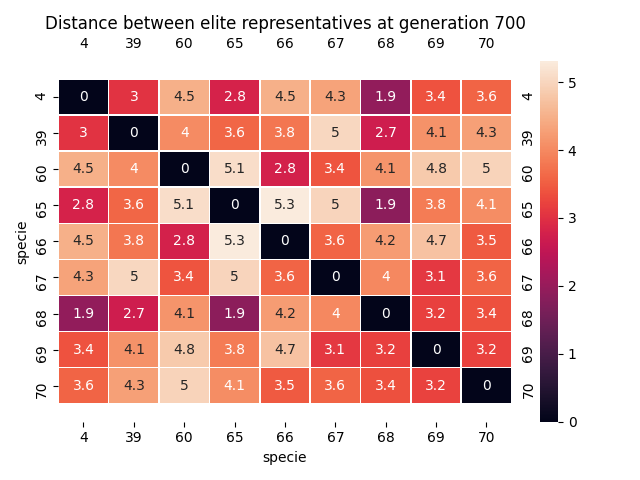 Distance between elite representatives at generation 700
4 39 60 65 66 67 68 69 70
4 0 3 4.5 2.8 4.5 4.3 1.9 3.4 3.6 4
39 3 0 4 3.6 3.8 5 2.7 4.1 4.3 39
60 4.5 4 0 5.1 2.8 3.4 4.1 4.8 5 60
65 2.8 3.6 5.1 0 5.3 5 1.9 3.8 4.1 65
66 4.5 3.8 2.8 5.3 0 3.6 4.2 4.7 3.5 66
67 4.3 5 3.4 5 3.6 0 4 3.1 3.6 67
68 1.9 2.7 4.1 1.9 4.2 4 0 3.2 3.4 68
69 3.4 4.1 4.8 3.8 4.7 3.1 3.2 0 3.2 69
70 3.6 4.3 5 4.1 3.5 3.6 3.4 3.2 0 70
4 39 60 65 66 67 68 69 70
specie
specie
5
4
3
2
1
0